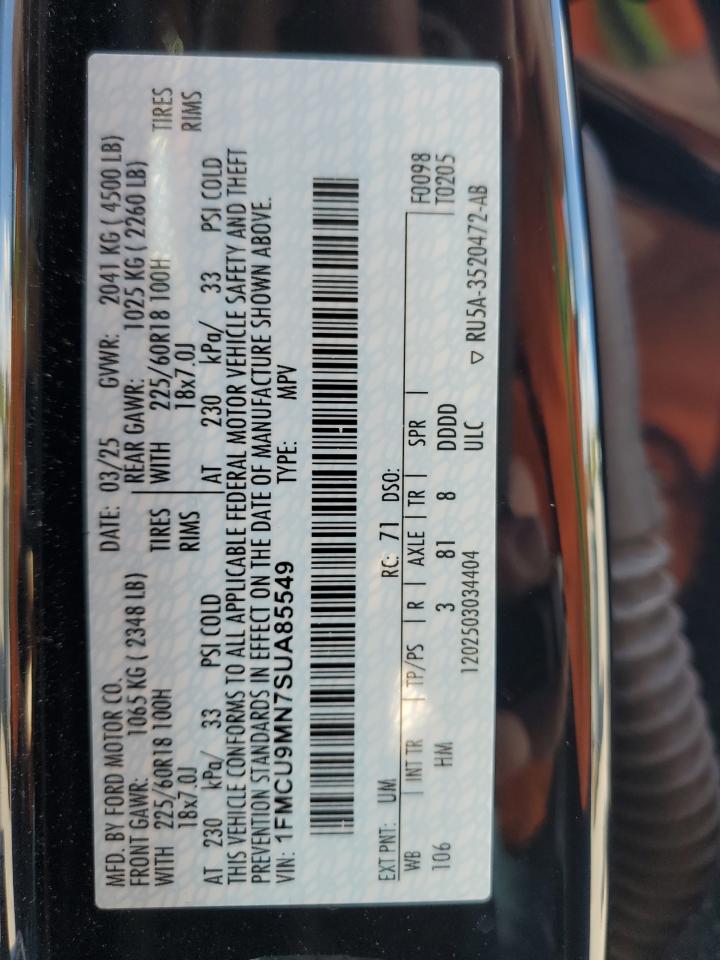 MFD. BY FORD MOTOR CO. DATE: 03/25 GVWR: 2041 KG ( 4500 LB)
FRONT GAWR: 1065 KG ( 2348 LB) REAR GAWR: 1025 KG ( 2260 LB)
WITH 225/60R18 100H TIRES WITH 225/60R18 100H TIRES
18x7.0J RIMS 18x7.0J RIMS
AT 230 kPa/ 33 PSI COLD AT 230 kPa/ 33 PSI COLD
THIS VEHICLE CONFORMS TO ALL APPLICABLE FEDERAL MOTOR VEHICLE SAFETY AND THEFT
PREVENTION STANDARDS IN EFFECT ON THE DATE OF MANUFACTURE SHOWN ABOVE.
VIN: 1FMCU9MN7SUA85549 TYPE: MPV
EXT PNT: UM RC: 71 DSO:
WB | INT TR | TP/PS | R | AXLE | TR | SPR | F0098
106 HM 3 81 8 DDDD T0205
1202503034404 ULC ▽ RU5A-3520472-AB